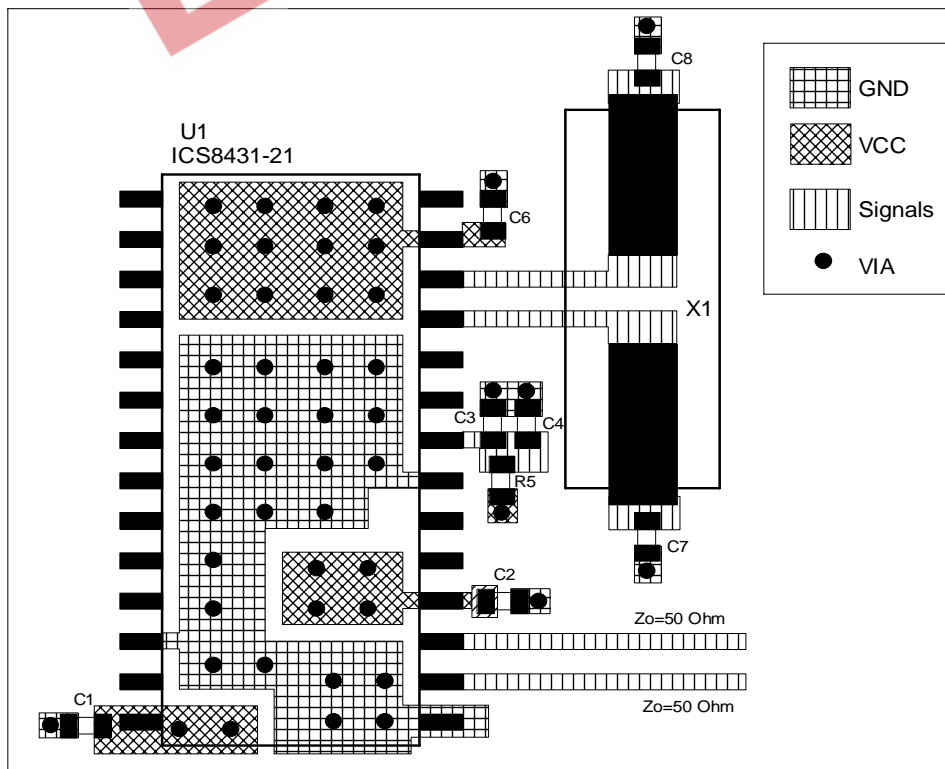 C8
GND
U1
ICS8431-21
VCC
C6
Signals
VIA
X1
C3
C4
R5
C7
C2
Zo=50 Ohm
C1
Zo=50 Ohm